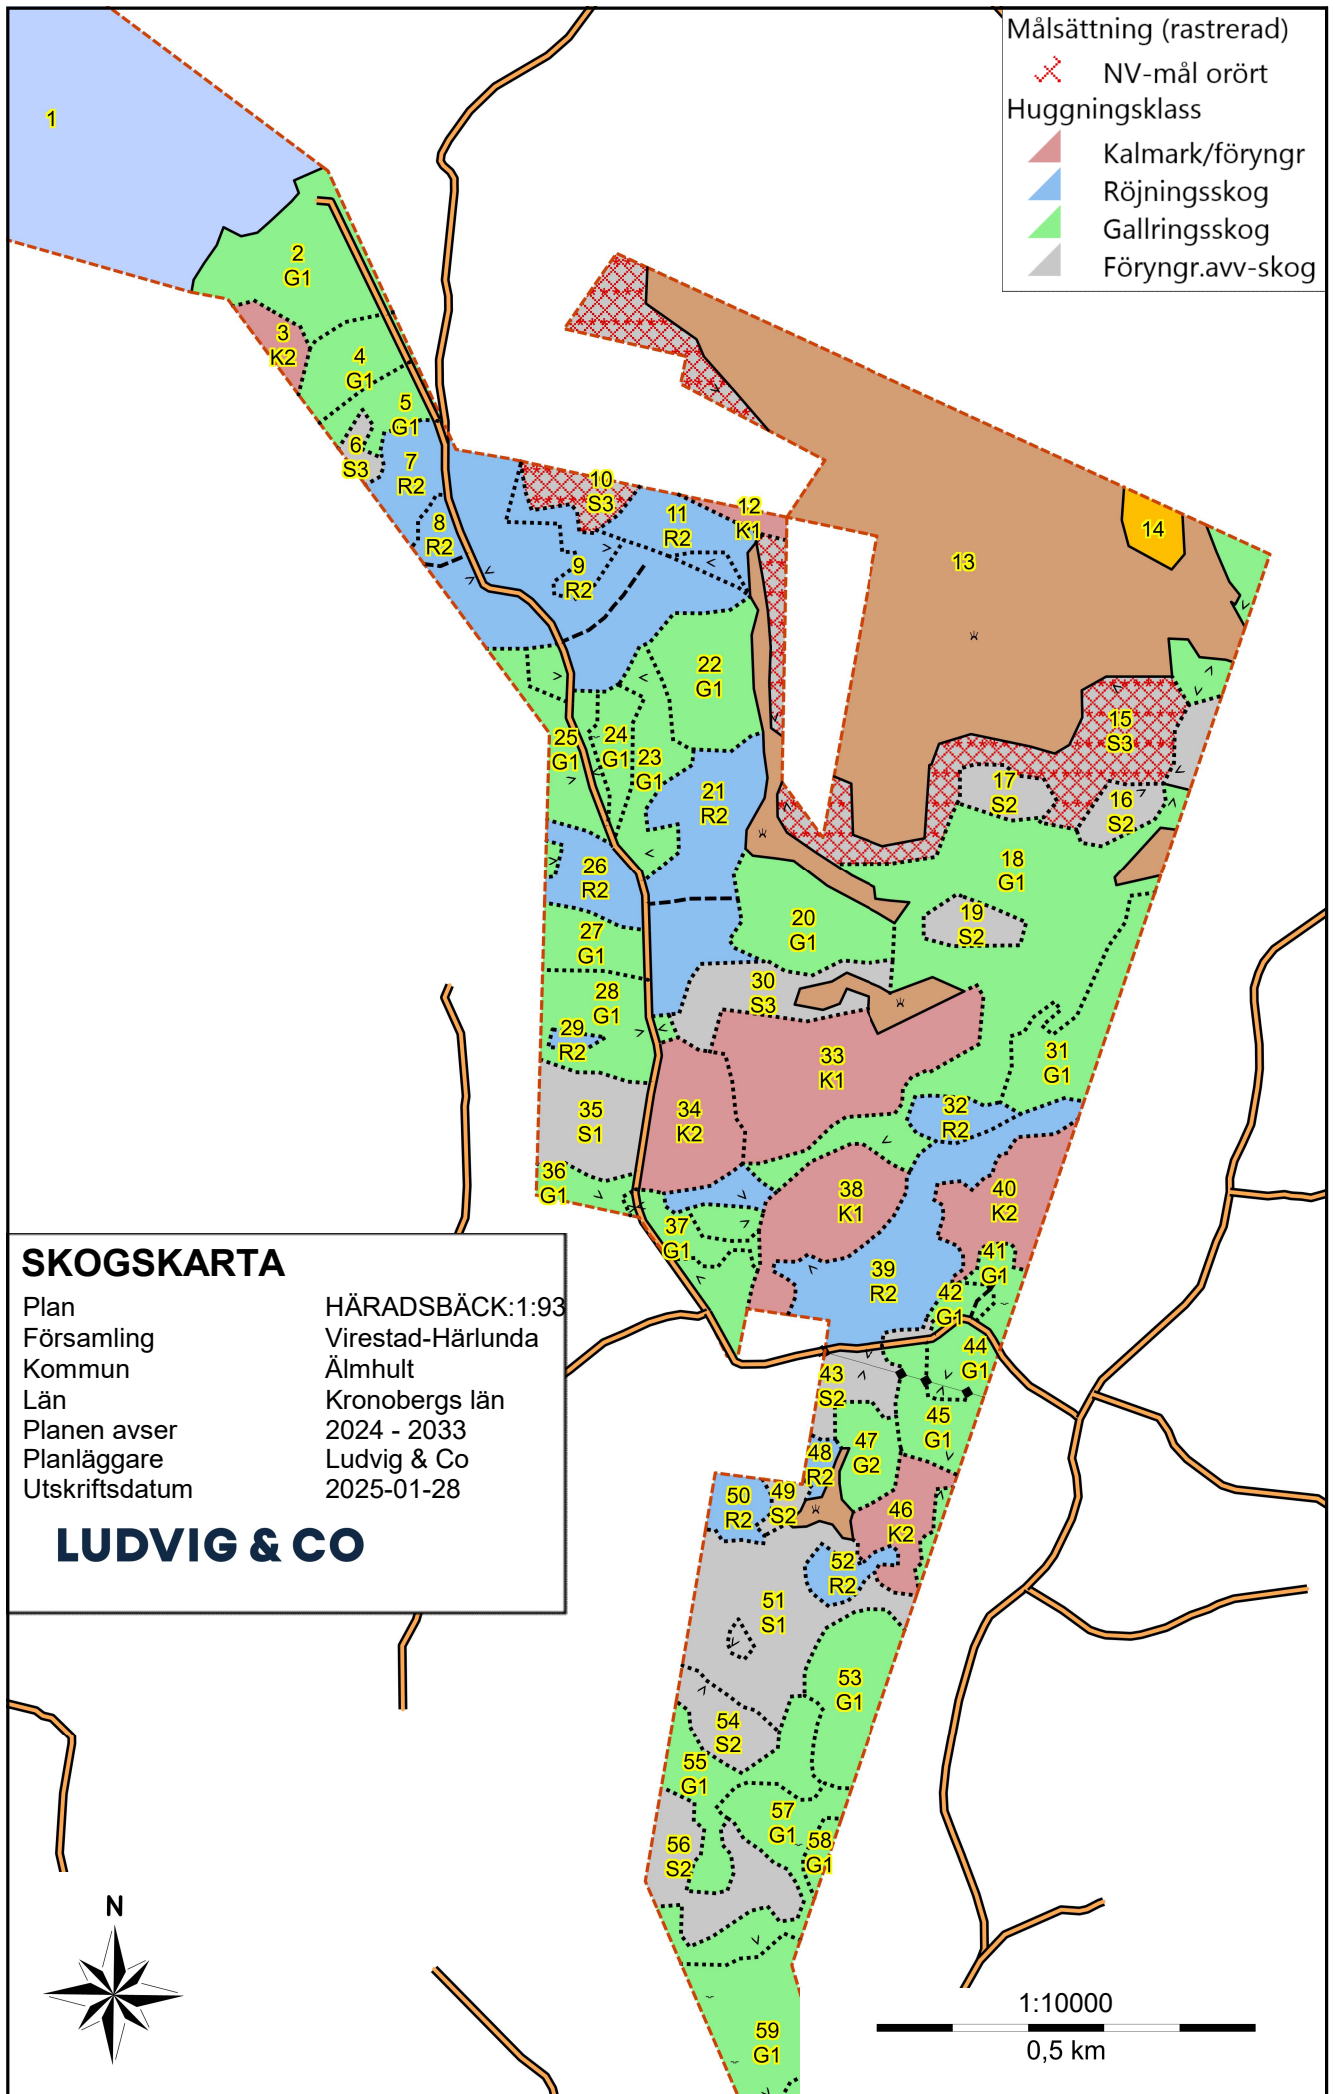 Målsättning (rastrerad)
NV-mål orört
Huggningsklass
Kalmark/föryngr
Röjningsskog
Gallringsskog
Föryngr.avv-skog
1
2
G1
3
K2
4
G1
5
G1
6
S3
7
R2
8
R2
9
R2
10
S3
11
R2
12
K1
13
14
15
S3
16
S2
17
S2
18
G1
19
S2
20
G1
21
R2
22
G1
23
G1
24
G1
25
G1
26
R2
27
G1
28
G1
29
R2
30
S3
31
G1
32
R2
33
K1
34
K2
35
S1
36
G1
37
G1
38
K1
39
R2
40
K2
41
G1
42
G1
43
S2
44
G1
45
G1
46
K2
47
G2
48
R2
49
S2
50
R2
51
S1
52
R2
53
G1
54
S2
55
G1
56
S2
57
G1
58
G1
59
G1
SKOGSKARTA
Plan HÄRADSBÄCK:1:93
Församling Virestad-Härlunda
Kommun Älmhult
Län Kronobergs län
Planen avser 2024 - 2033
Planläggare Ludvig & Co
Utskriftsdatum 2025-01-28
LUDVIG & CO
N
1:10000
0,5 km